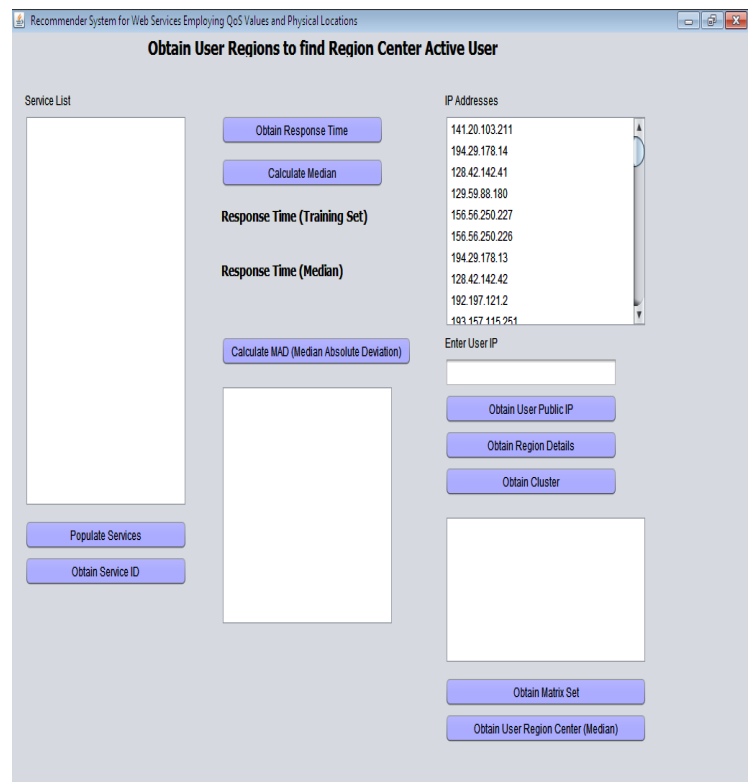 Recommender System for Web Services Employing QoS Values and Physical Locations
Obtain User Regions to find Region Center Active User
Service List
Populate Services
Obtain Service ID
Obtain Response Time
Calculate Median
Response Time (Training Set)
Response Time (Median)
Calculate MAD (Median Absolute Deviation)
IP Addresses
141.20.103.211
194.29.178.14
128.42.142.41
129.59.88.180
156.56.250.227
156.56.250.226
194.29.178.13
128.42.142.42
192.197.121.2
193.157.115.251
Enter User IP
Obtain User Public IP
Obtain Region Details
Obtain Cluster
Obtain Matrix Set
Obtain User Region Center (Median)